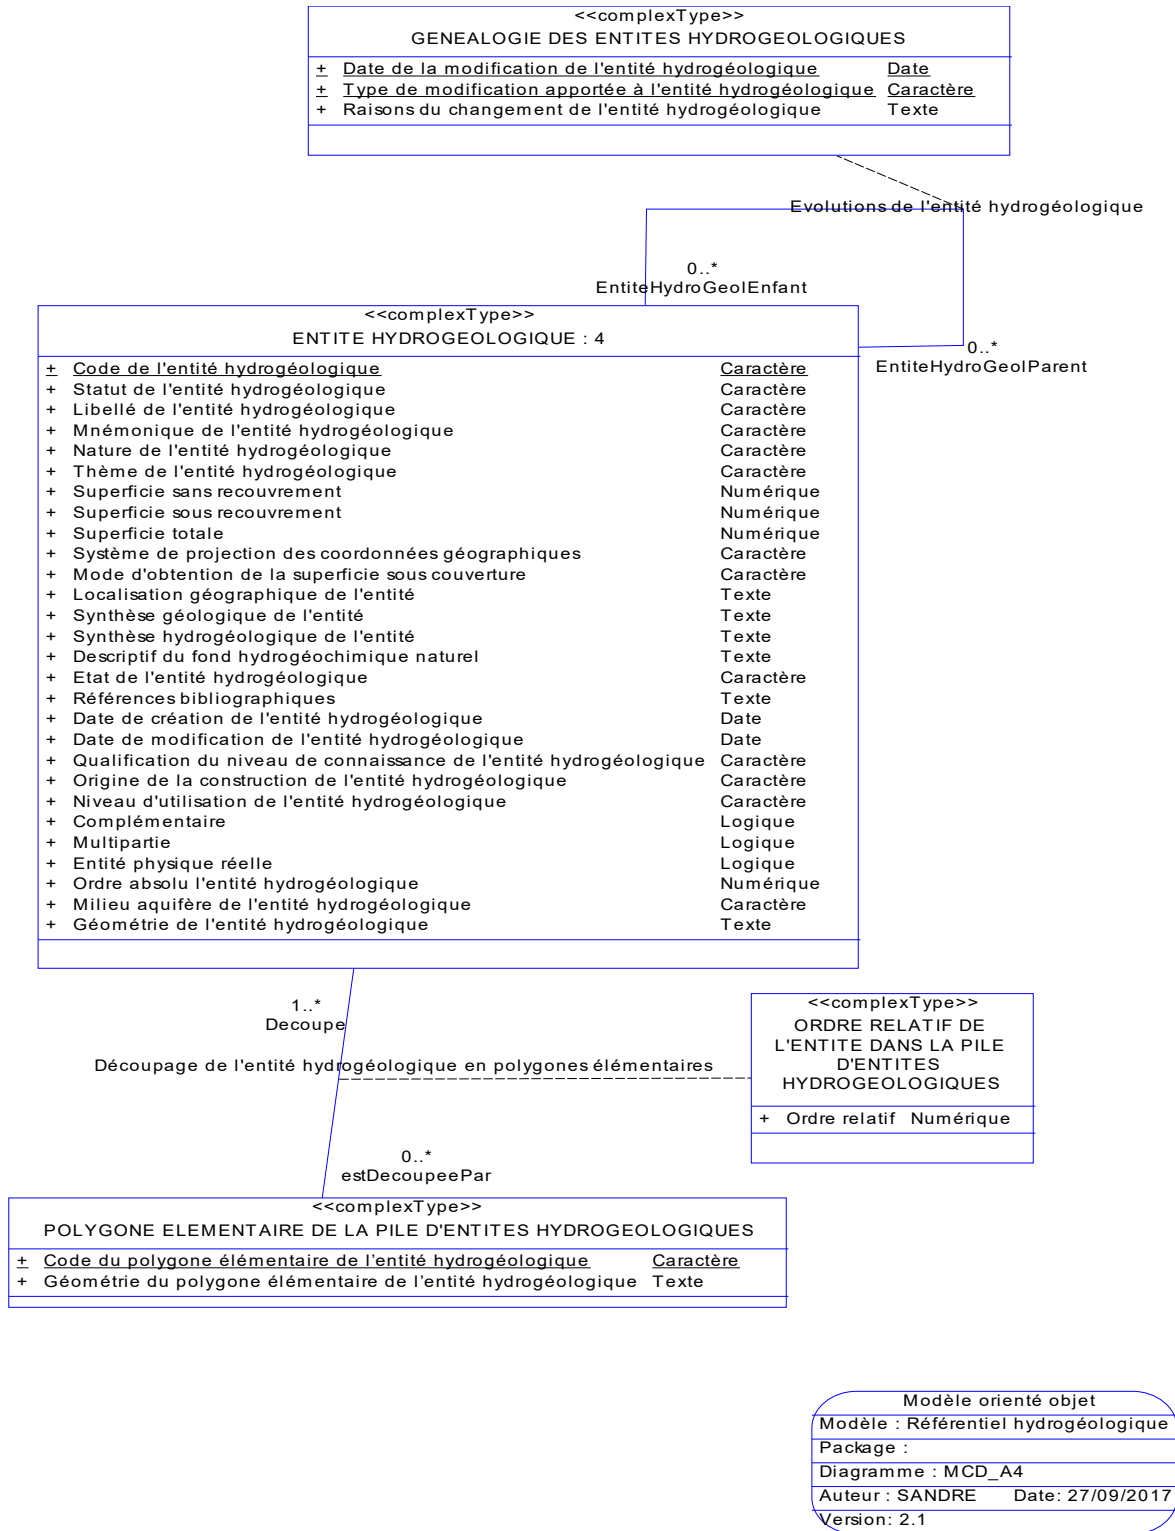 <<complexType>>
GENEALOGIE DES ENTITES HYDROGEOLOGIQUES
+ Date de la modification de l'entité hydrogéologique Date
+ Type de modification apportée à l'entité hydrogéologique Caractère
+ Raisons du changement de l'entité hydrogéologique Texte
Evolutions de l'entité hydrogéologique
0..*
EntiteHydroGeolEnfant
0..*
EntiteHydroGeolParent
<<complexType>>
ENTITE HYDROGEOLOGIQUE : 4
+ Code de l'entité hydrogéologique Caractère
+ Statut de l'entité hydrogéologique Caractère
+ Libellé de l'entité hydrogéologique Caractère
+ Mnémonique de l'entité hydrogéologique Caractère
+ Nature de l'entité hydrogéologique Caractère
+ Thème de l'entité hydrogéologique Caractère
+ Superficie sans recouvrement Numérique
+ Superficie sous recouvrement Numérique
+ Superficie totale Numérique
+ Système de projection des coordonnées géographiques Caractère
+ Mode d'obtention de la superficie sous couverture Caractère
+ Localisation géographique de l'entité Texte
+ Synthèse géologique de l'entité Texte
+ Synthèse hydrogéologique de l'entité Texte
+ Descriptif du fond hydrogéochimique naturel Texte
+ Etat de l'entité hydrogéologique Caractère
+ Références bibliographiques Texte
+ Date de création de l'entité hydrogéologique Date
+ Date de modification de l'entité hydrogéologique Date
+ Qualification du niveau de connaissance de l'entité hydrogéologique Caractère
+ Origine de la construction de l'entité hydrogéologique Caractère
+ Niveau d'utilisation de l'entité hydrogéologique Caractère
+ Complémentaire Logique
+ Multipartie Logique
+ Entité physique réelle Logique
+ Ordre absolu l'entité hydrogéologique Numérique
+ Milieu aquifère de l'entité hydrogéologique Caractère
+ Géométrie de l'entité hydrogéologique Texte
1..*
Decoupe
Découpage de l'entité hydrogéologique en polygones élémentaires
<<complexType>>
ORDRE RELATIF DE
L'ENTITE DANS LA PILE
D'ENTITES
HYDROGEOLOGIQUES
+ Ordre relatif Numérique
0..*
estDecoupeePar
<<complexType>>
POLYGONE ELEMENTAIRE DE LA PILE D'ENTITES HYDROGEOLOGIQUES
+ Code du polygone élémentaire de l'entité hydrogéologique Caractère
+ Géométrie du polygone élémentaire de l'entité hydrogéologique Texte
Modèle orienté objet
Modèle : Référentiel hydrogéologique
Package :
Diagramme : MCD_A4
Auteur : SANDRE Date: 27/09/2017
Version: 2.1